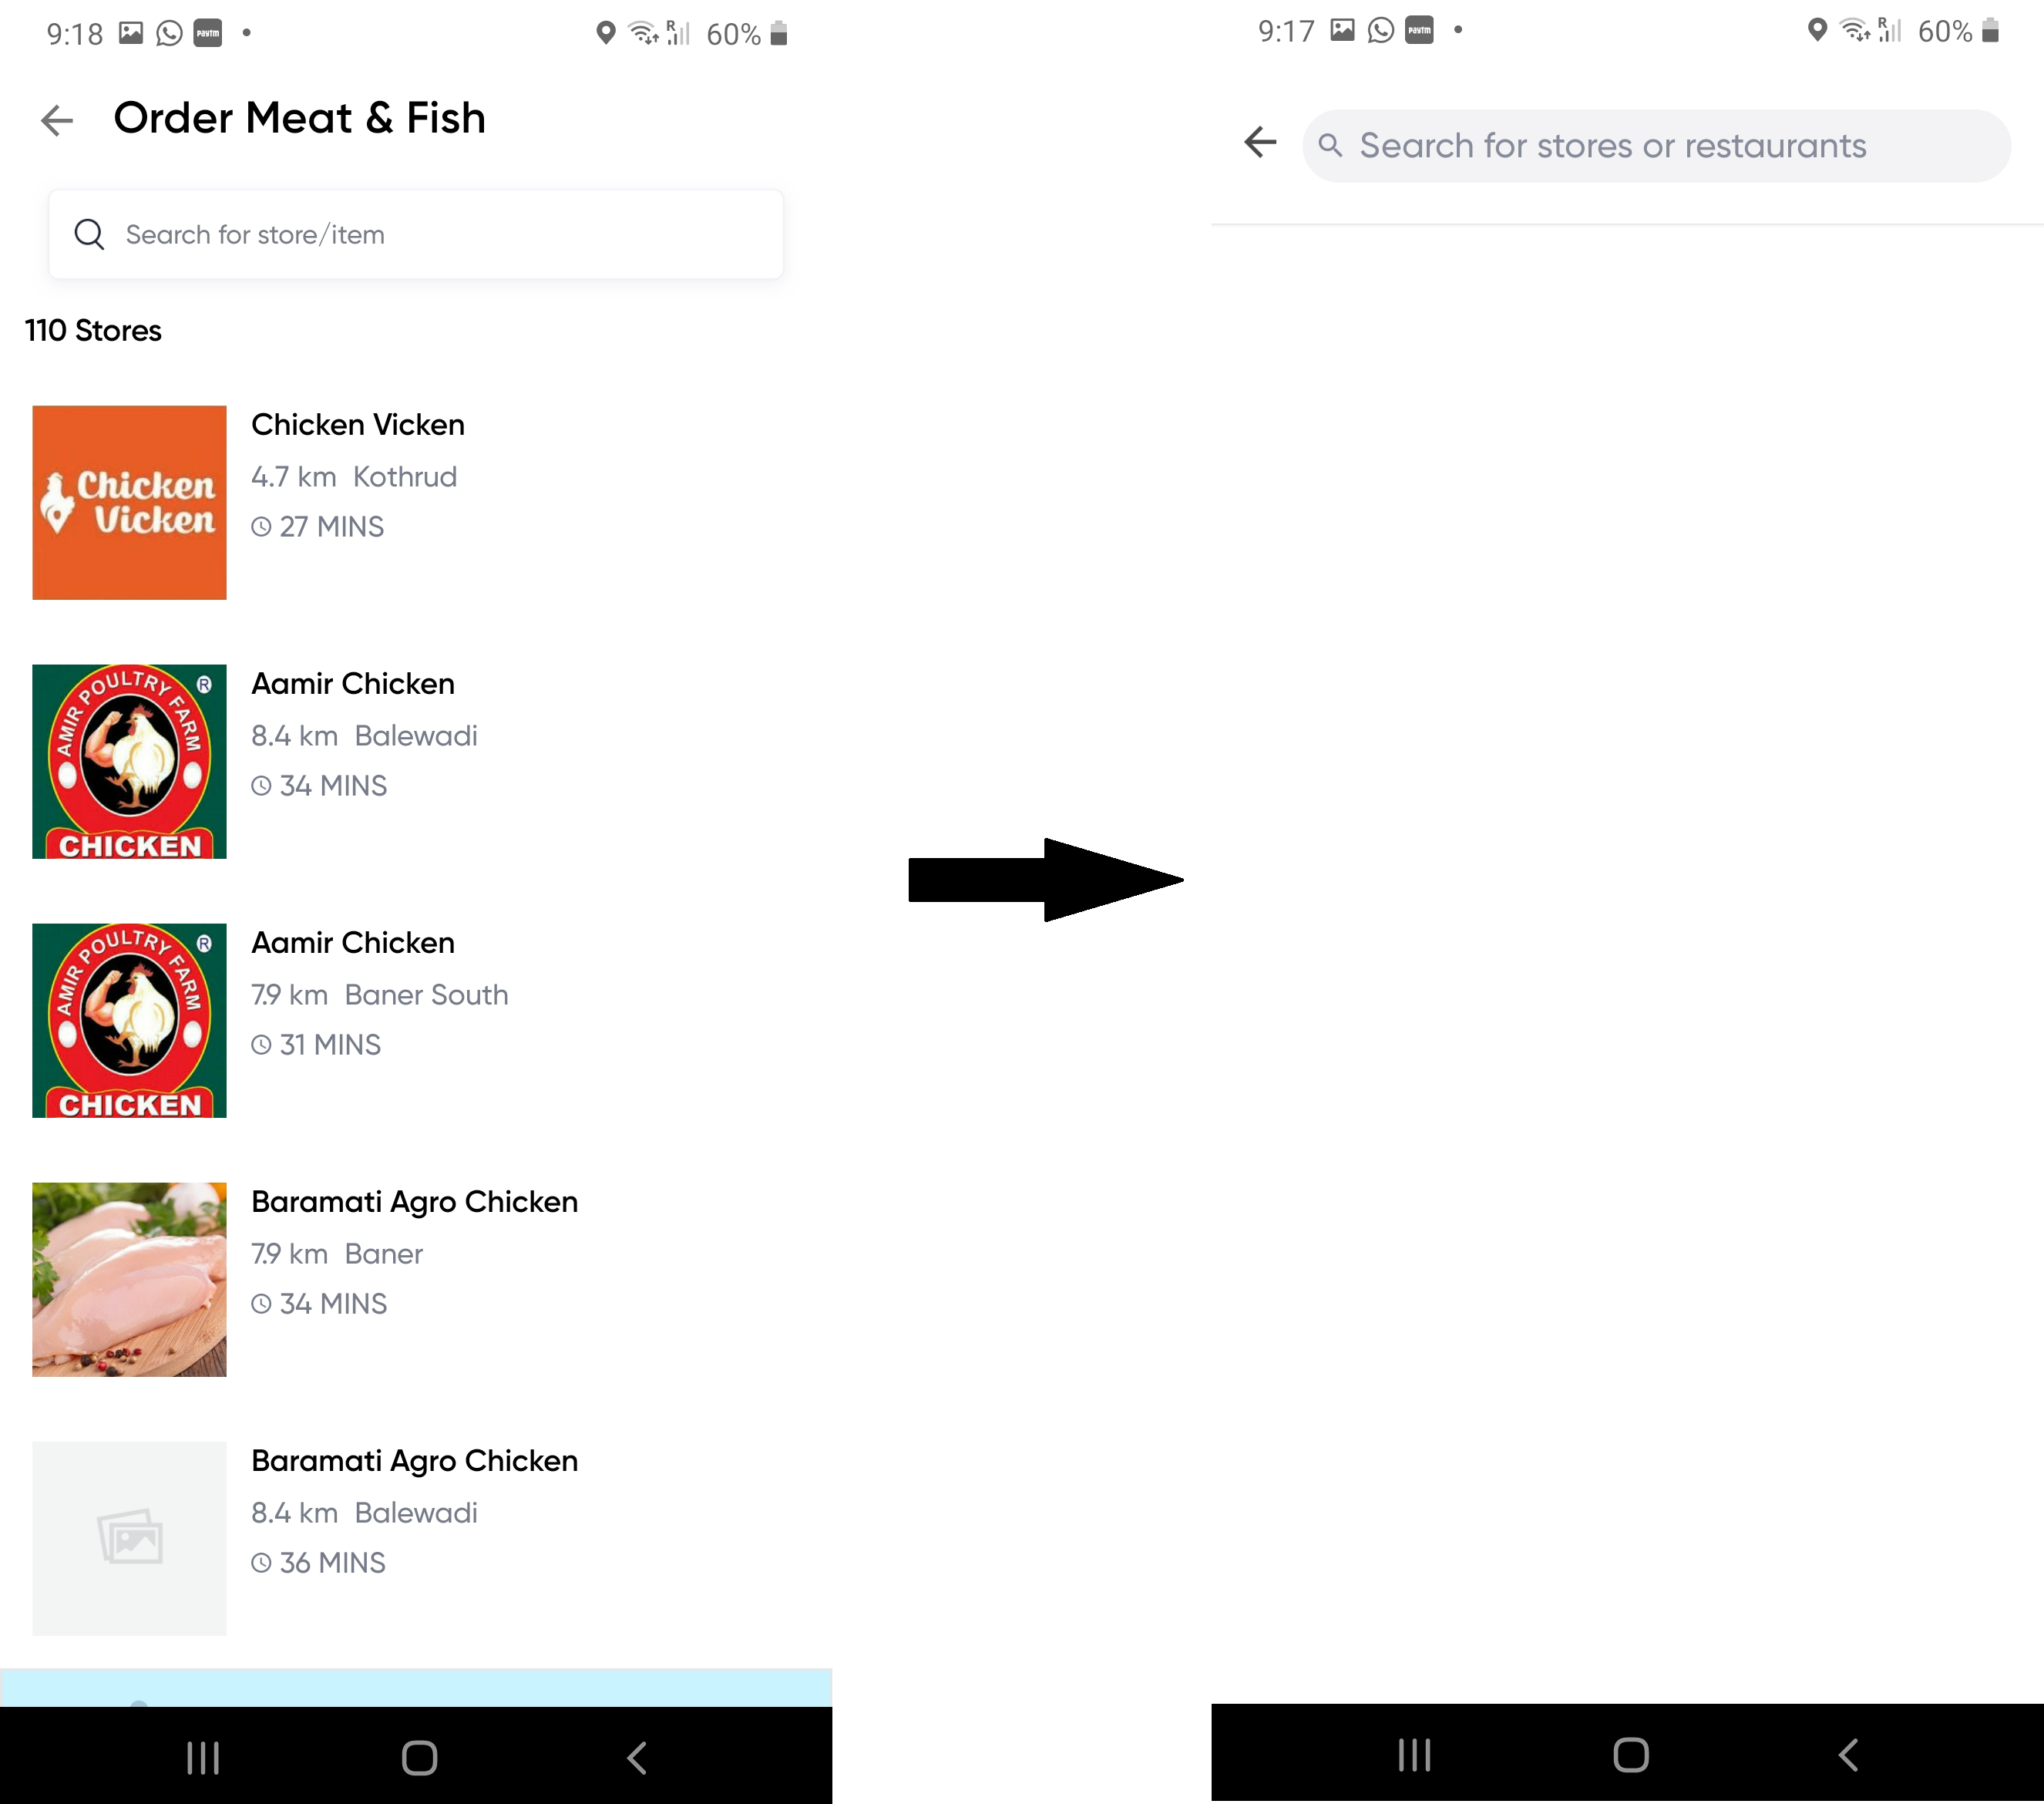 9:18 paytm R 60%
Order Meat & Fish
Search for store/item
110 Stores
Chicken Vicken
Chicken Vicken
4.7 km Kothrud
27 MINS
AMIR POULTRY FARM ®
CHICKEN
Aamir Chicken
8.4 km Balewadi
34 MINS
AMIR POULTRY FARM ®
CHICKEN
Aamir Chicken
7.9 km Baner South
31 MINS
Baramati Agro Chicken
7.9 km Baner
34 MINS
Baramati Agro Chicken
8.4 km Balewadi
36 MINS
9:17 paytm R 60%
Search for stores or restaurants